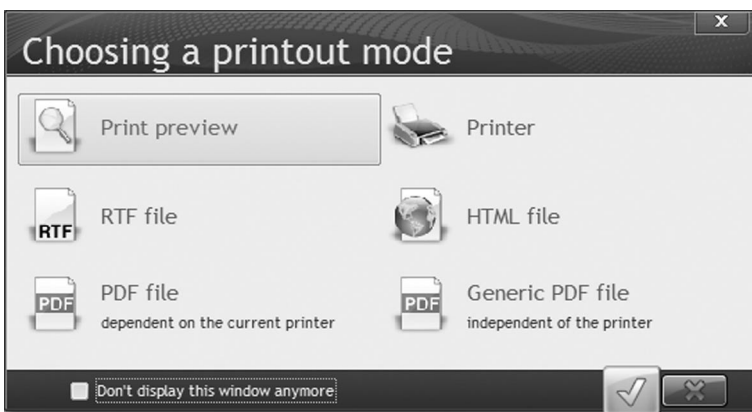 Choosing a printout mode
Print preview
Printer
RTF
RTF file
HTML file
PDF
PDF file
dependent on the current printer
PDF
Generic PDF file
independent of the printer
Don't display this window anymore